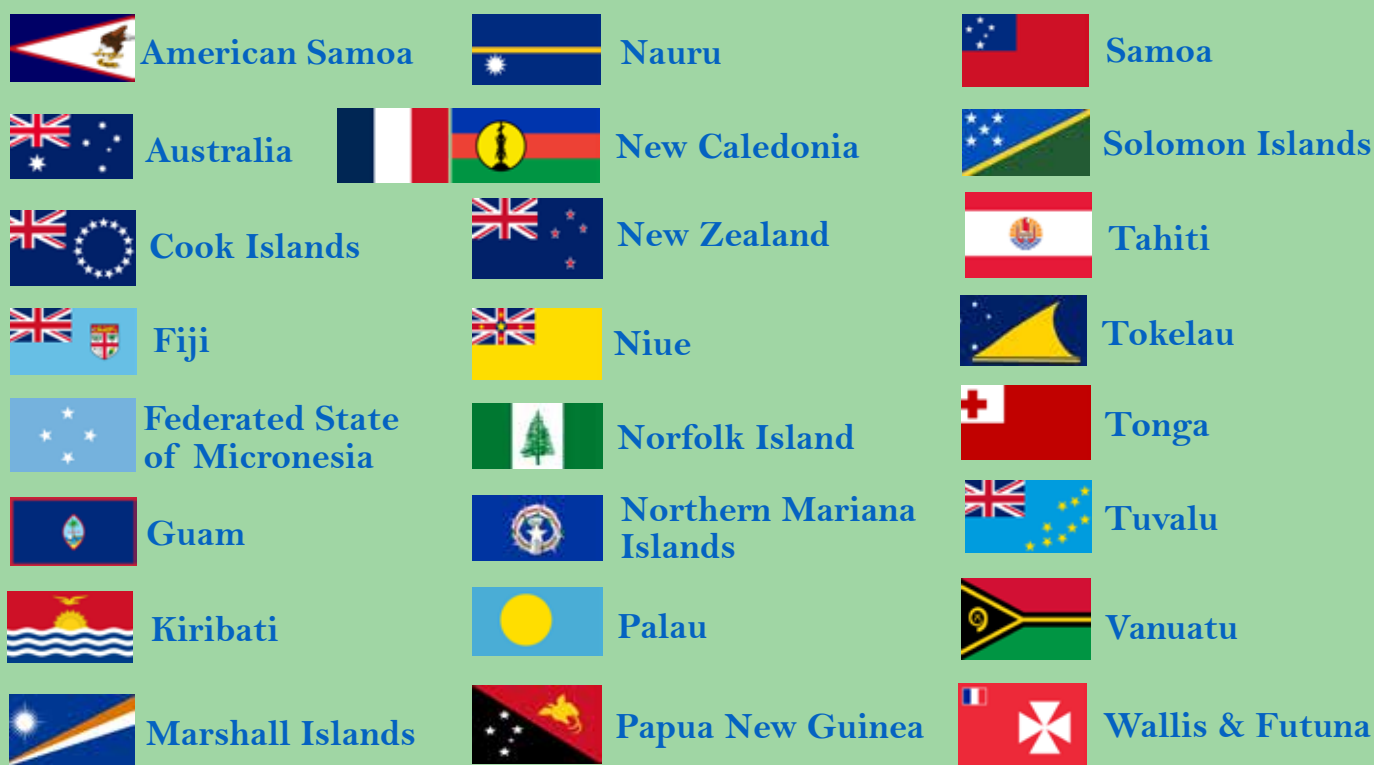 American Samoa
Australia
Cook Islands
Fiji
Federated State
of Micronesia
Guam
Kiribati
Marshall Islands
Nauru
New Caledonia
New Zealand
Niue
Norfolk Island
Northern Mariana
Islands
Palau
Papua New Guinea
Samoa
Solomon Islands
Tahiti
Tokelau
Tonga
Tuvalu
Vanuatu
Wallis & Futuna